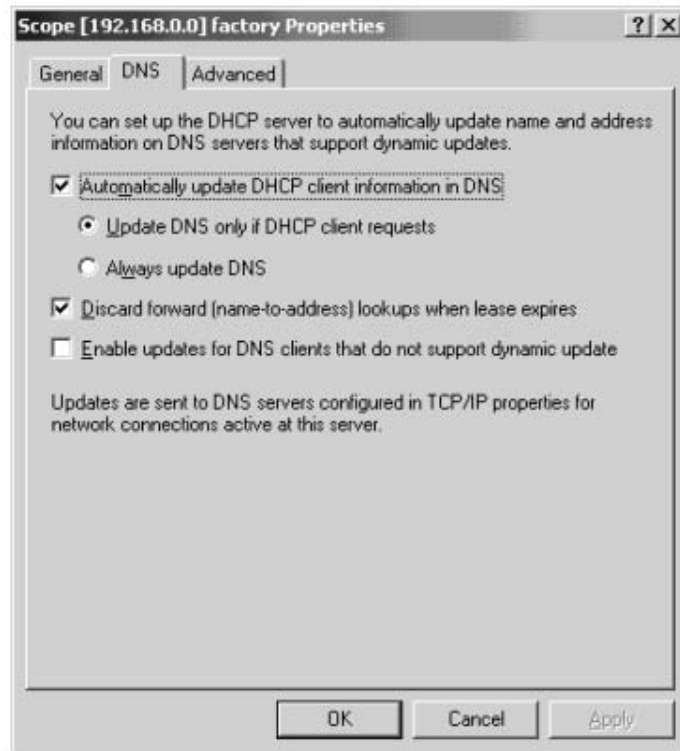 Scope [192.168.0.0] factory Properties
General
DNS
Advanced
You can set up the DHCP server to automatically update name and address
information on DNS servers that support dynamic updates.
Automatically update DHCP client information in DNS
Update DNS only if DHCP client requests
Always update DNS
Discard forward (name-to-address) lookups when lease expires
Enable updates for DNS clients that do not support dynamic update
Updates are sent to DNS servers configured in TCP/IP properties for
network connections active at this server.
OK
Cancel
Apply